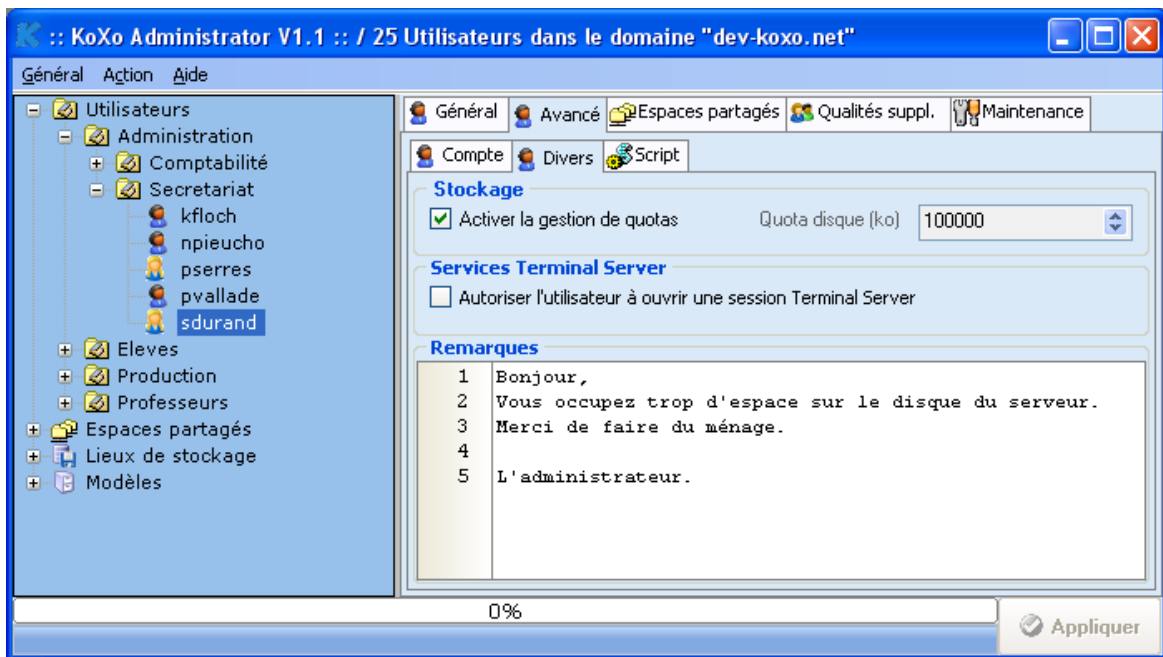 :: KoXo Administrator V1.1 :: / 25 Utilisateurs dans le domaine "dev-koxo.net"
Général Action Aide
Utilisateurs
Administration
Comptabilité
Secretariat
kfloch
npieucho
pserres
pvallade
sdurand
Eleves
Production
Professeurs
Espaces partagés
Lieux de stockage
Modèles
Général Avancé Espaces partagés Qualités suppl. Maintenance
Compte Divers Script
Stockage
Activer la gestion de quotas Quota disque (ko) 100000
Services Terminal Server
Autoriser l'utilisateur à ouvrir une session Terminal Server
Remarques
1 Bonjour,
2 Vous occupez trop d'espace sur le disque du serveur.
3 Merci de faire du ménage.
4
5 L'administrateur.
0%
Appliquer